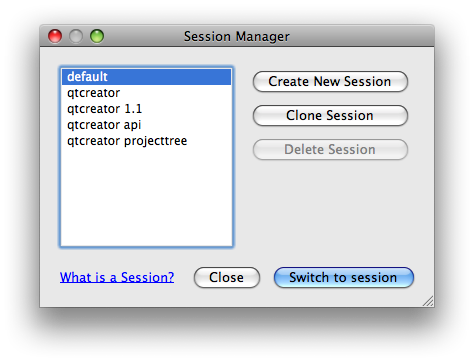 Session Manager
default
qtcreator
qtcreator 1.1
qtcreator api
qtcreator projecttree
Create New Session
Clone Session
Delete Session
What is a Session?
Close
Switch to session